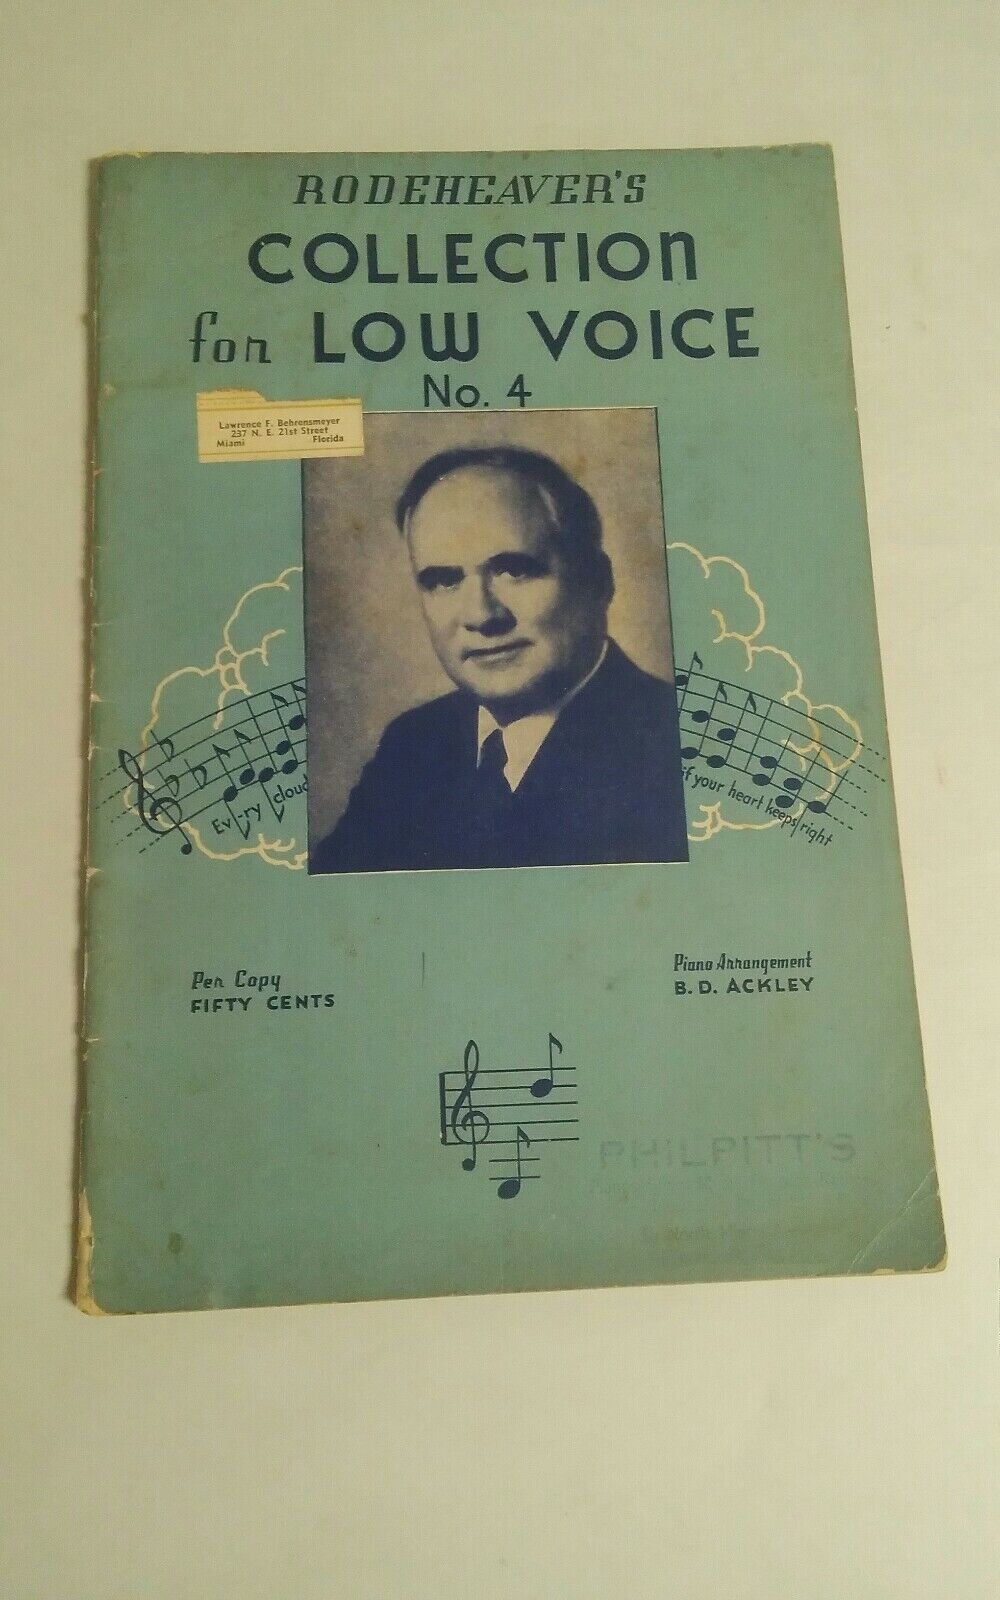 RODEHEAVER'S
COLLECTION
for LOW VOICE
No. 4
Lawrence F. Behrensmeyer
237 N. E. 21st Street
Miami Florida
Ev-ry cloud
if your heart keeps right
Per Copy
FIFTY CENTS
Piano Arrangement
B. D. ACKLEY
PHILPITT'S